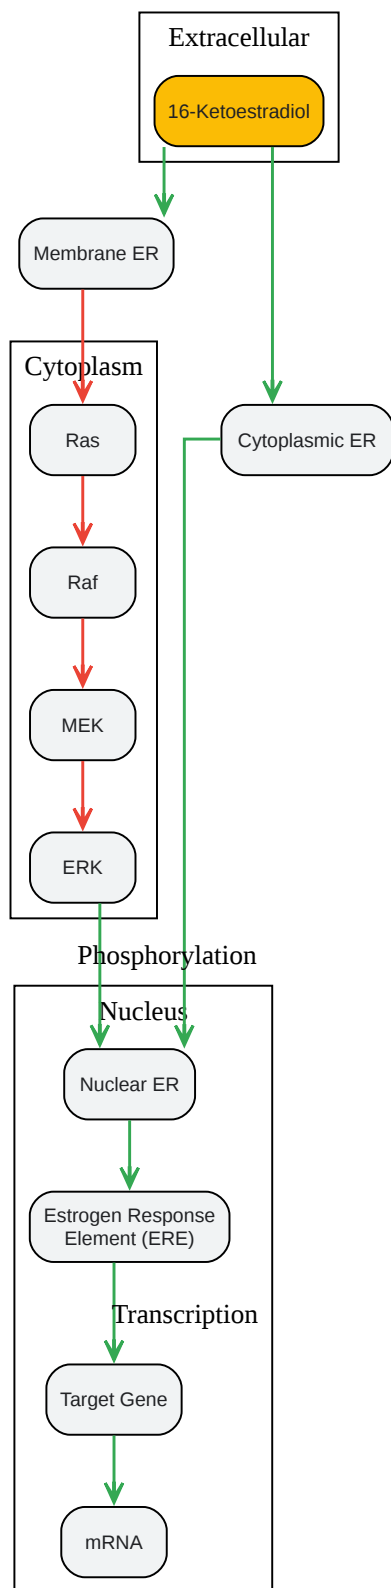 Extracellular
16-Ketoestradiol
Membrane ER
Cytoplasm
Ras
Cytoplasmic ER
Raf
MEK
ERK
Phosphorylation
Nucleus
Nuclear ER
Estrogen Response
Element (ERE)
Transcription
Target Gene
mRNA